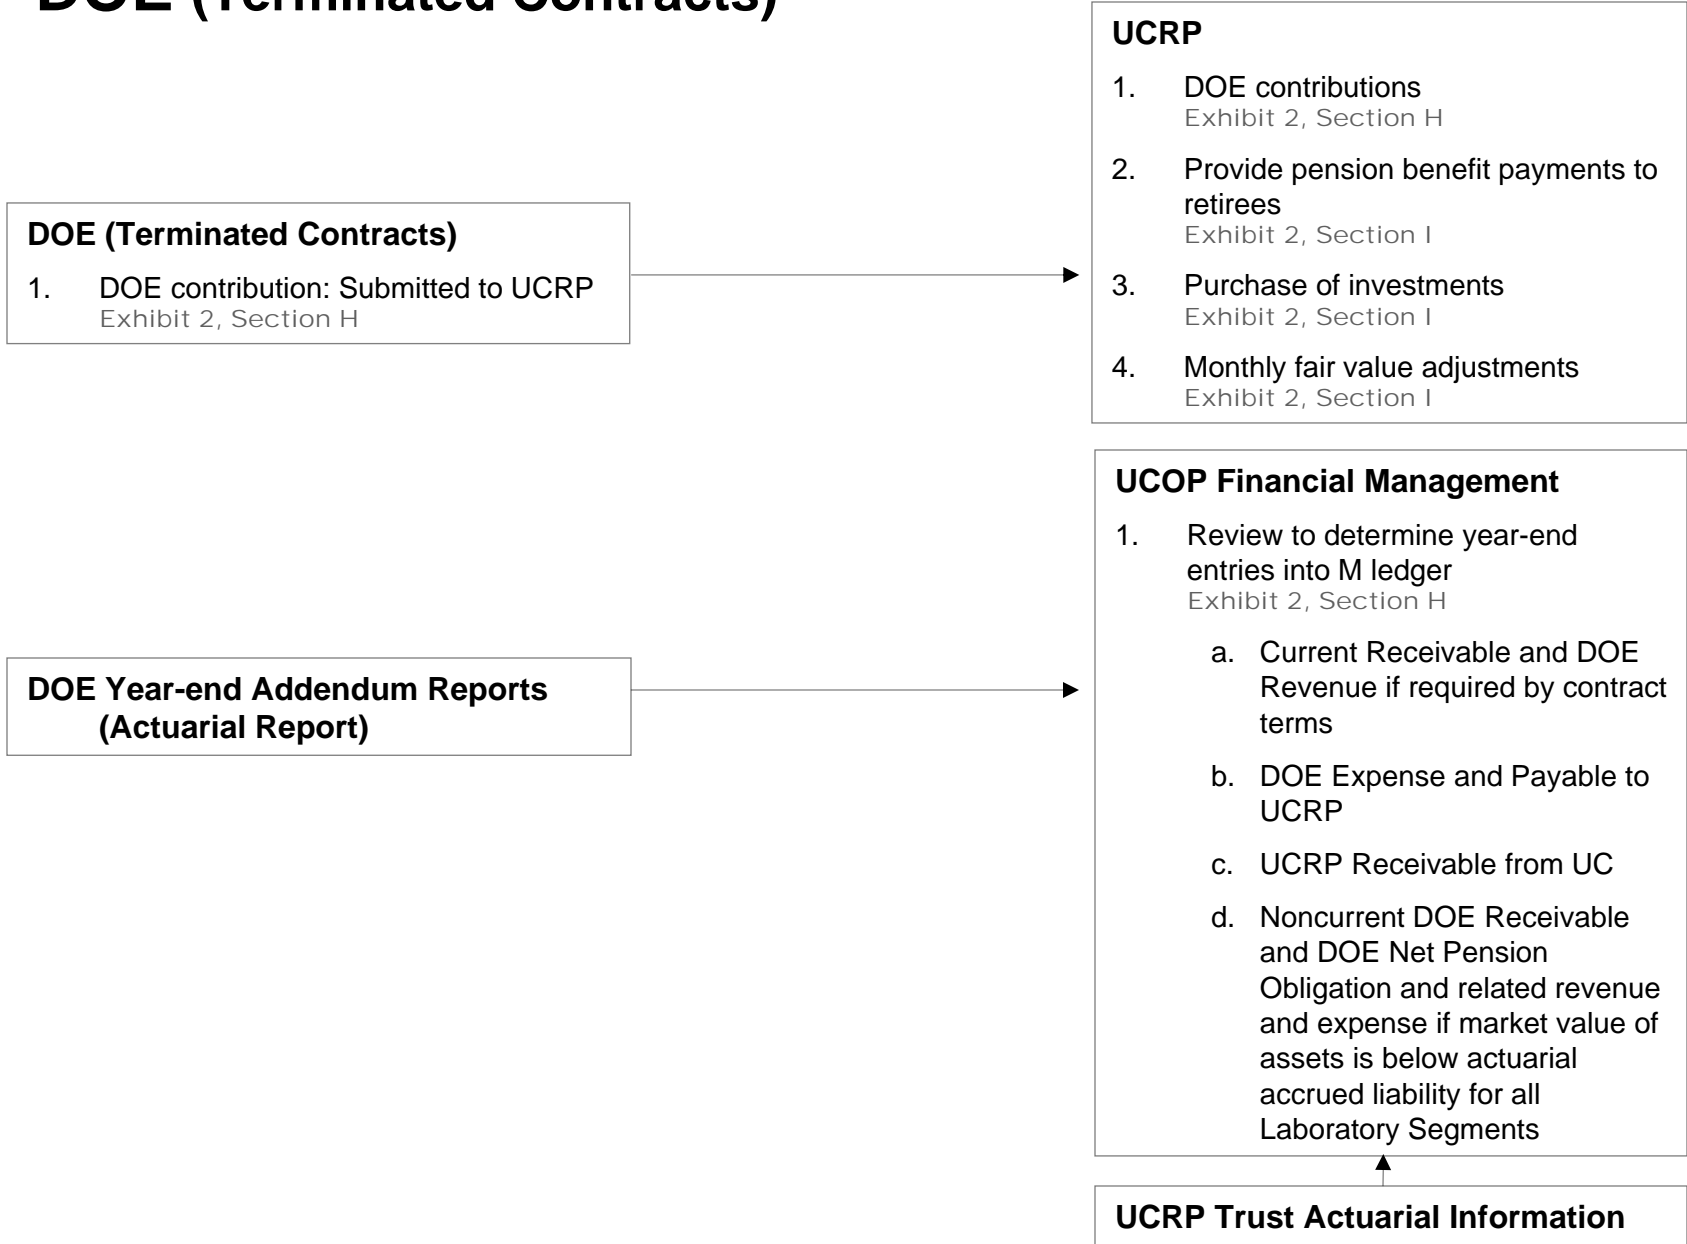 DOE (Terminated Contracts)
UCRP
1. DOE contributions
Exhibit 2, Section H
2. Provide pension benefit payments to
retirees
Exhibit 2, Section I
3. Purchase of investments
Exhibit 2, Section I
4. Monthly fair value adjustments
Exhibit 2, Section I
DOE (Terminated Contracts)
1. DOE contribution: Submitted to UCRP
Exhibit 2, Section H
UCOP Financial Management
1. Review to determine year-end
entries into M ledger
Exhibit 2, Section H
a. Current Receivable and DOE
Revenue if required by contract
terms
b. DOE Expense and Payable to
UCRP
c. UCRP Receivable from UC
d. Noncurrent DOE Receivable
and DOE Net Pension
Obligation and related revenue
and expense if market value of
assets is below actuarial
accrued liability for all
Laboratory Segments
DOE Year-end Addendum Reports
(Actuarial Report)
UCRP Trust Actuarial Information